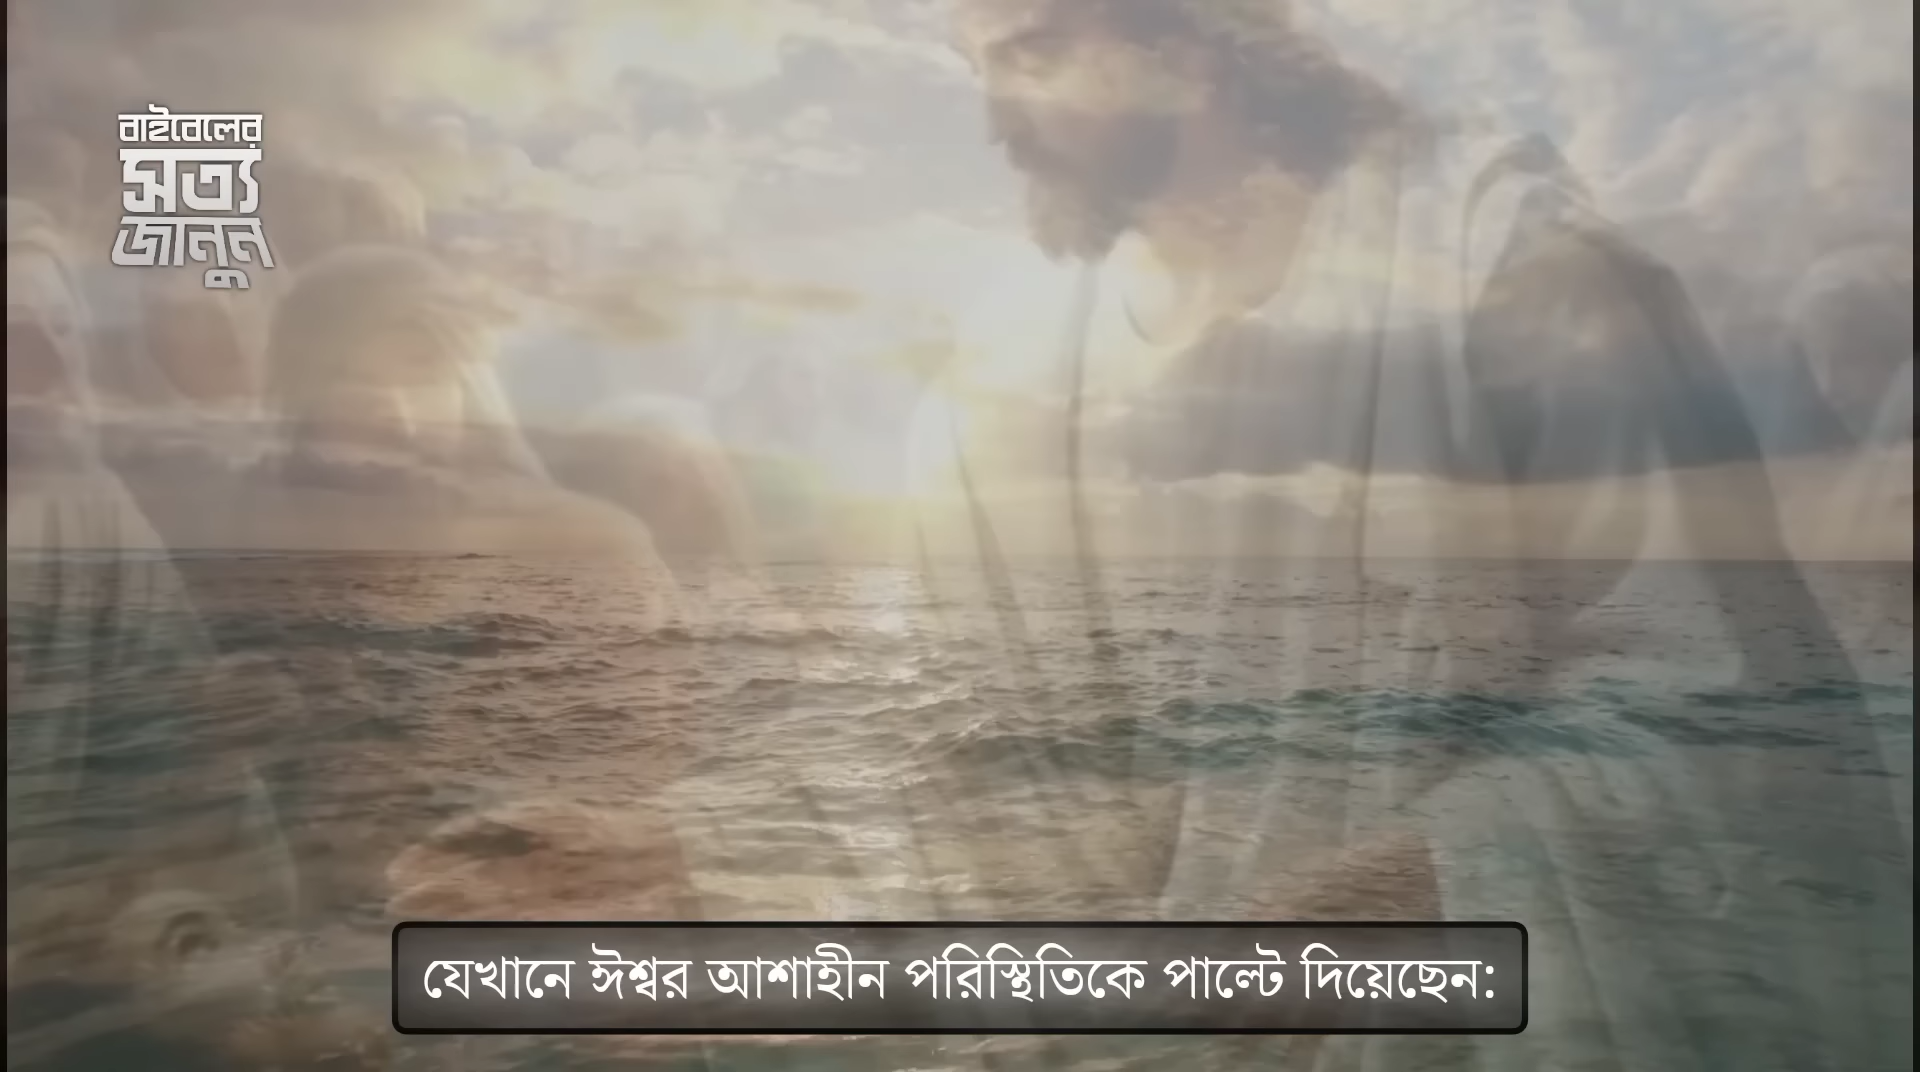 বাইবেলের
সত্য
জানুন
যেখানে ঈশ্বর আশাহীন পরিস্থিতিকে পাল্টে দিয়েছেন: